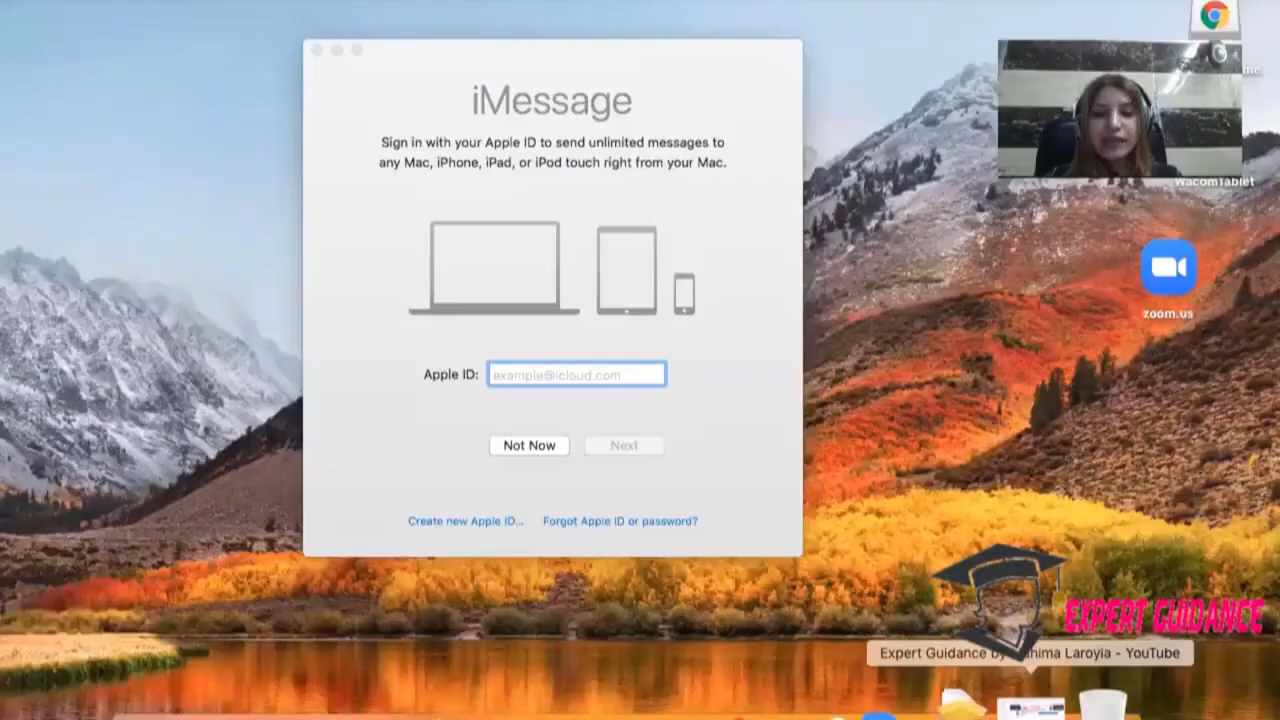 iMessage
Sign in with your Apple ID to send unlimited messages to
any Mac, iPhone, iPad, or iPod touch right from your Mac.
WacomTablet
zoom.us
Apple ID: example@icloud.com
Not Now Next
Create new Apple ID... Forgot Apple ID or password?
EXPERT GUIDANCE
Expert Guidance by Laroyia - YouTube